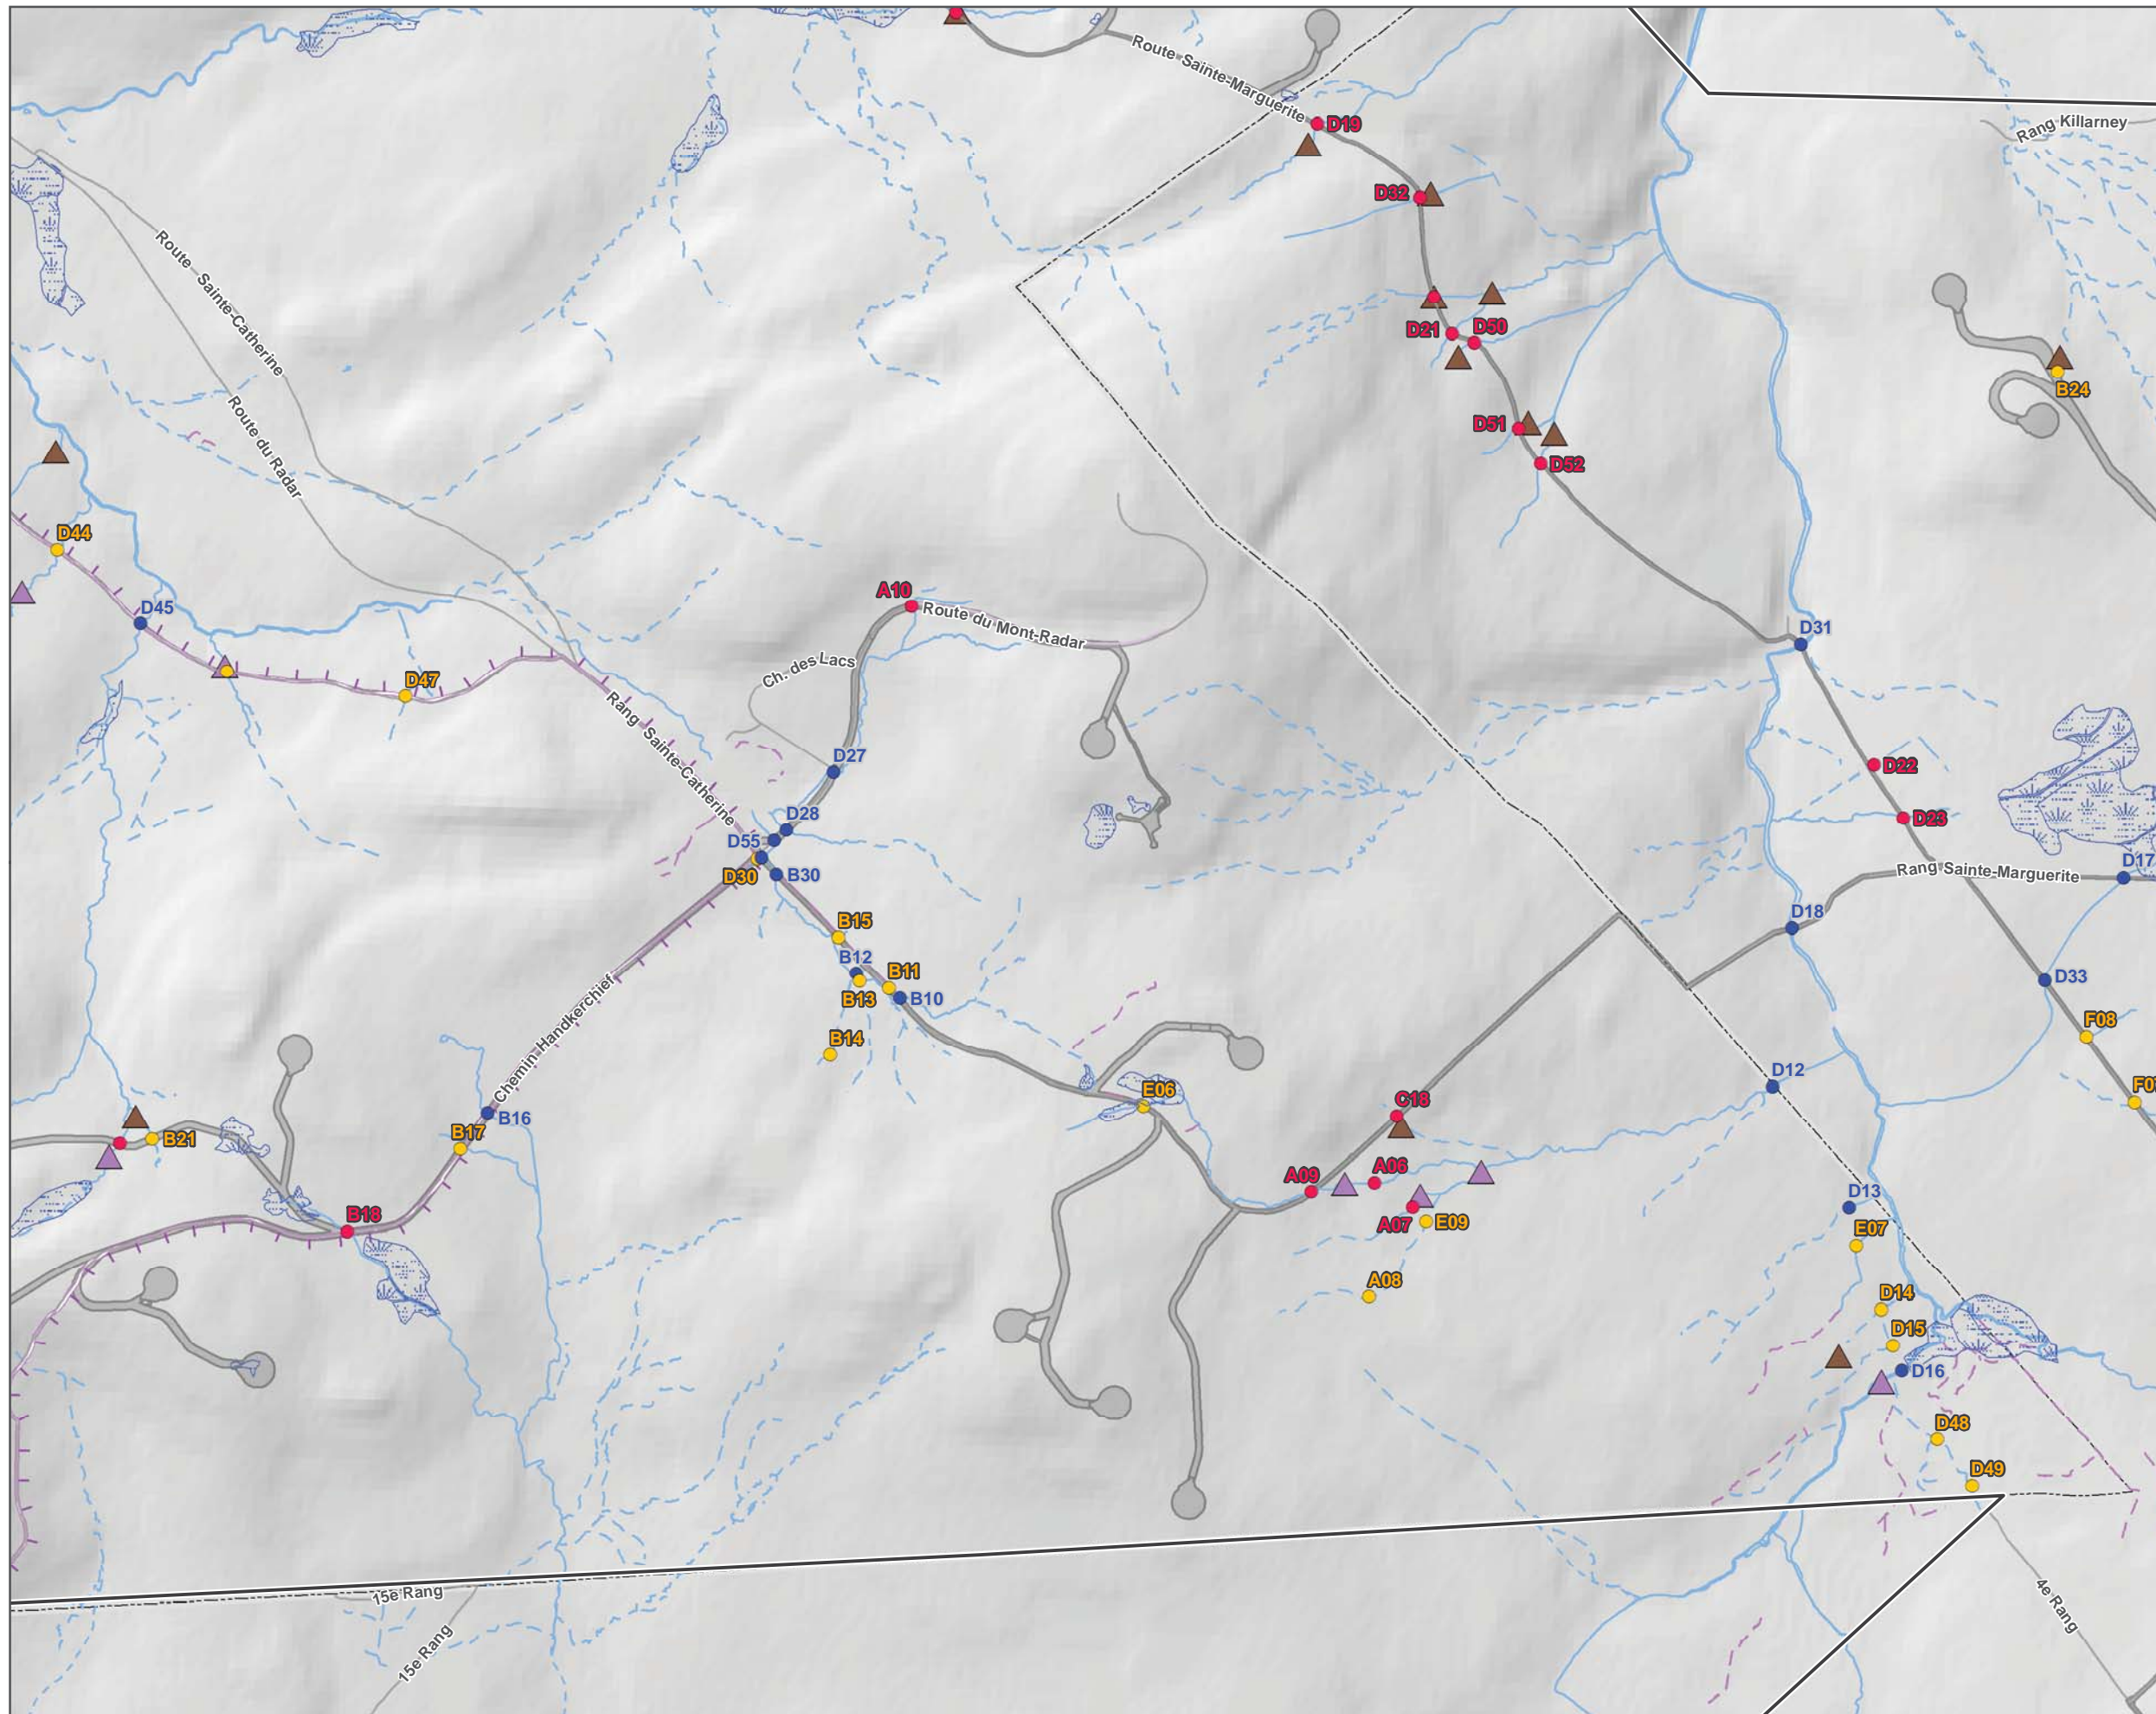 Route Sainte-Marguerite
Rang Killarney
D19
D32
Route Sainte-Catherine
D21
D50
B24
Route du Radar
D51
D52
D44
D45
A10
Route du Mont-Radar
D31
Ch. des Lacs
D47
Rang Sainte-Catherine
D27
D22
D28
D23
D55
D30
B30
Rang Sainte-Marguerite
D17
B15
D18
B12
B11
B13
B10
D33
F08
B14
Chemin Handkerchief
D12
E06
C18
B16
B17
B21
A09
A06
D13
B18
A07
E09
E07
A08
D14
D15
D16
D48
D49
15e Rang
15e Rang
4e Rang